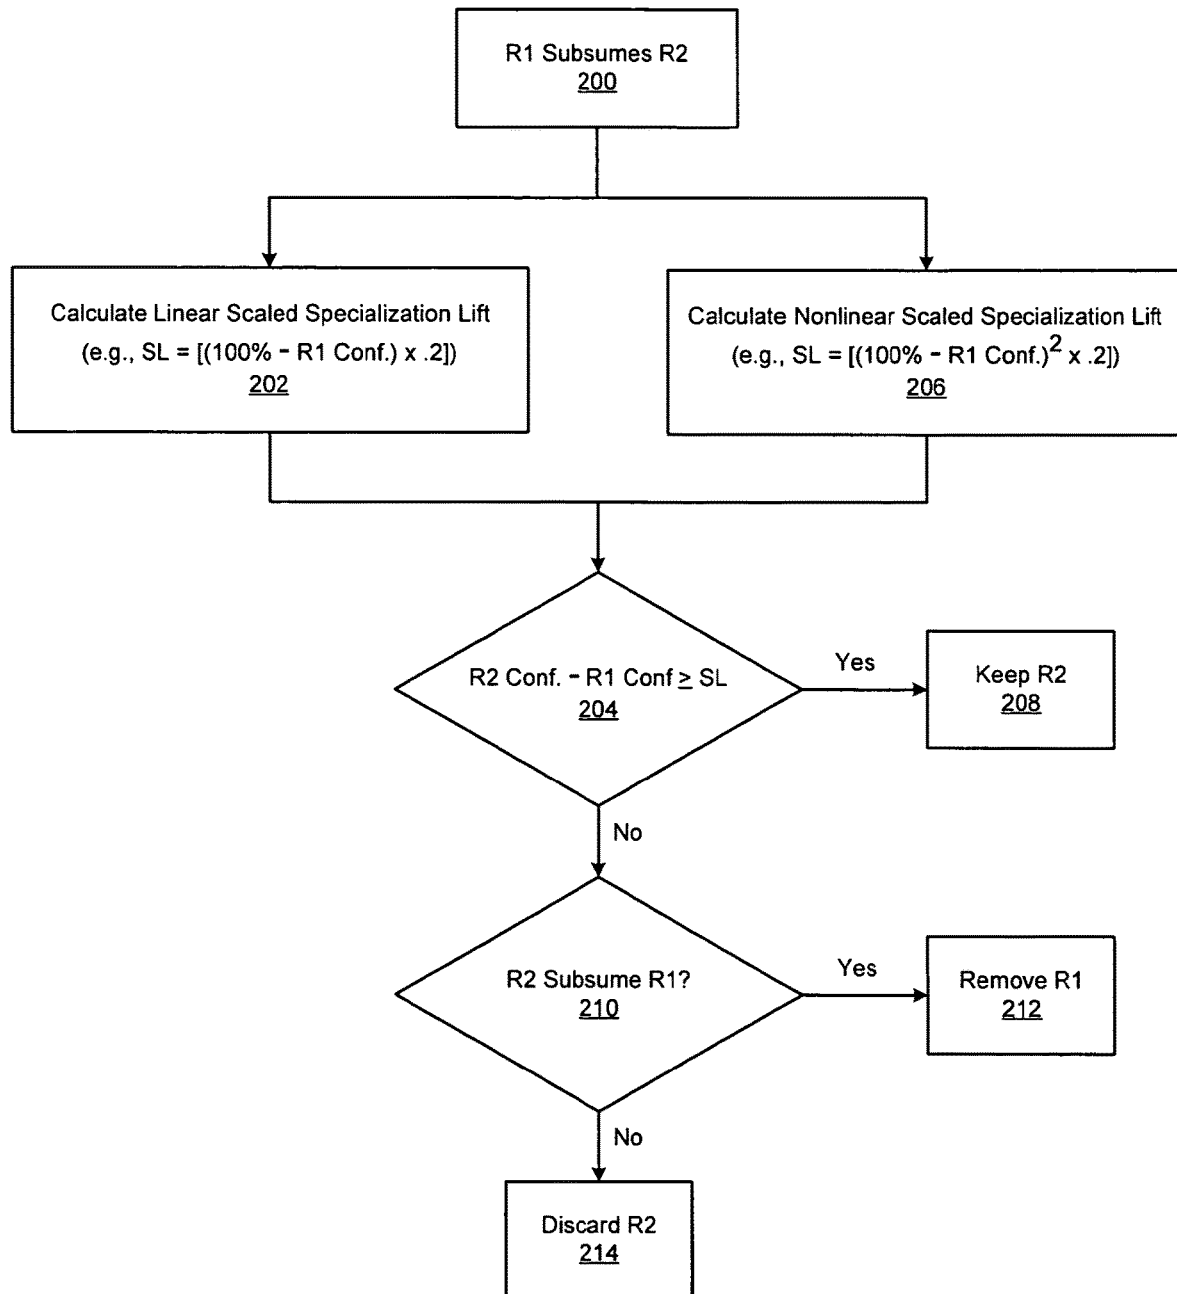 R1 Subsumes R2
200
Calculate Linear Scaled Specialization Lift
(e.g., SL = [(100% - R1 Conf.) x .2])
202
Calculate Nonlinear Scaled Specialization Lift
(e.g., SL = [(100% - R1 Conf.)² x .2])
206
R2 Conf. - R1 Conf ≥ SL
204
Yes
Keep R2
208
No
R2 Subsume R1?
210
Yes
Remove R1
212
No
Discard R2
214